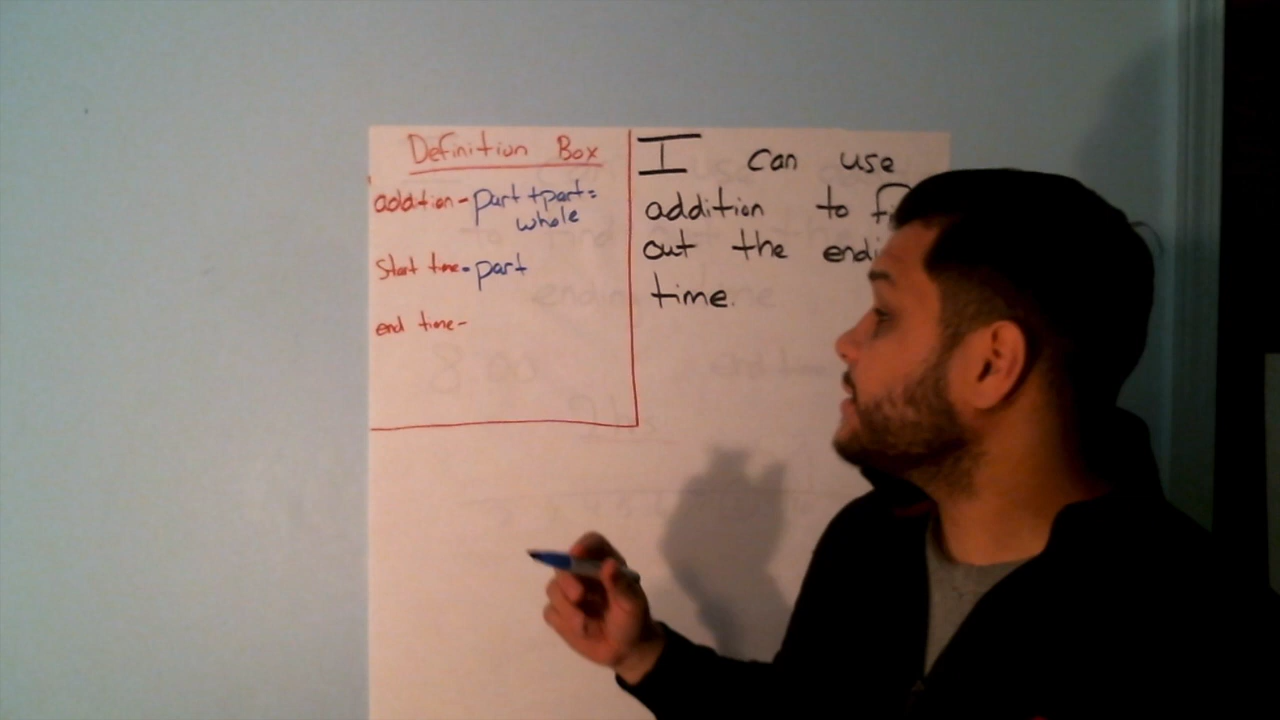 Definition Box
addition - part + part =
whole
Start time - part
end time -
I can use
addition to
out the
time.